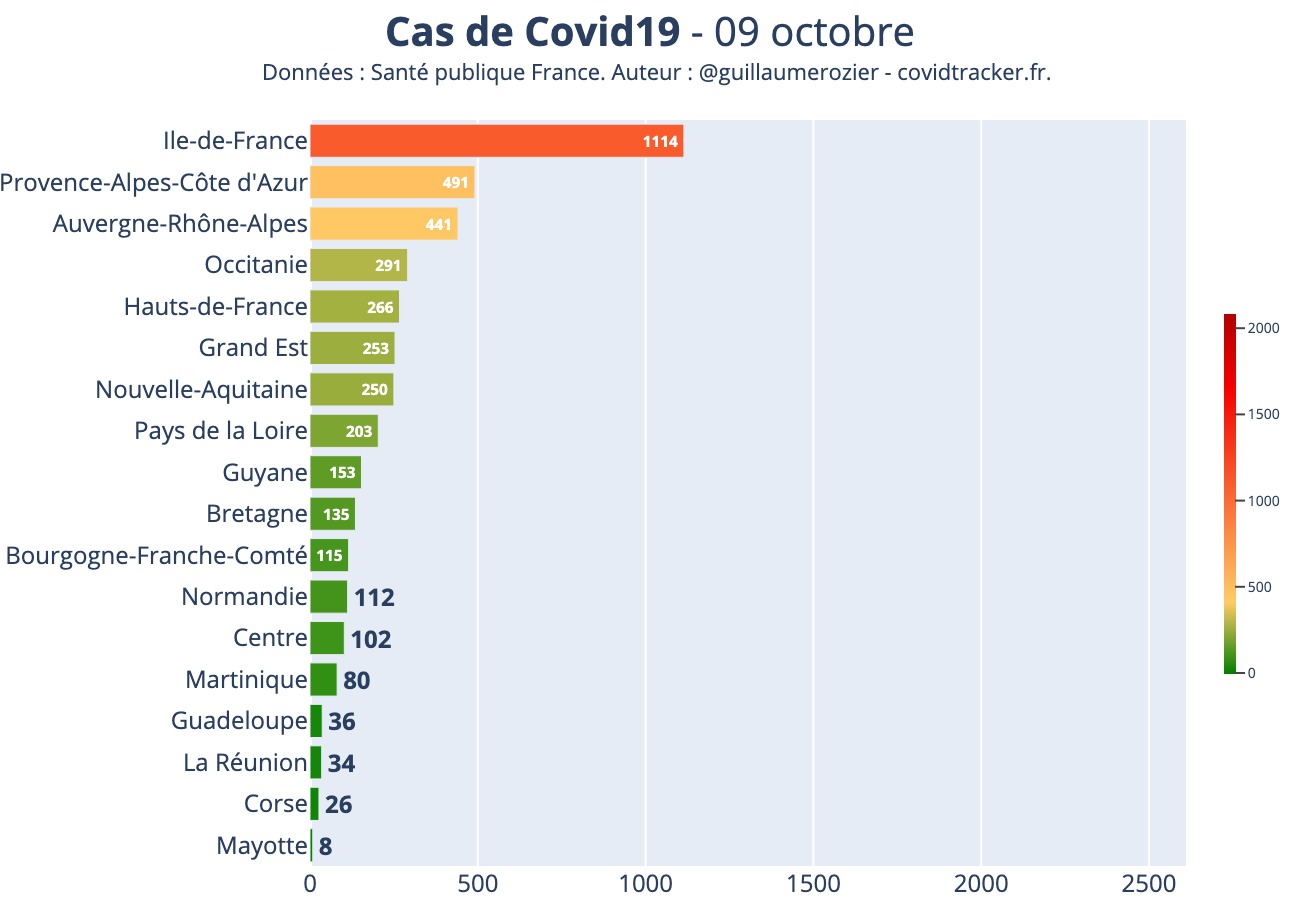 Cas de Covid19 - 09 octobre
Données : Santé publique France. Auteur : @guillaumerozier - covidtracker.fr.
Ile-de-France 1114
Provence-Alpes-Côte d'Azur 491
Auvergne-Rhône-Alpes 441
Occitanie 291
Hauts-de-France 266
Grand Est 253
Nouvelle-Aquitaine 250
Pays de la Loire 203
Guyane 153
Bretagne 135
Bourgogne-Franche-Comté 115
Normandie 112
Centre 102
Martinique 80
Guadeloupe 36
La Réunion 34
Corse 26
Mayotte 8
0 500 1000 1500 2000 2500
2000
1500
1000
500
0